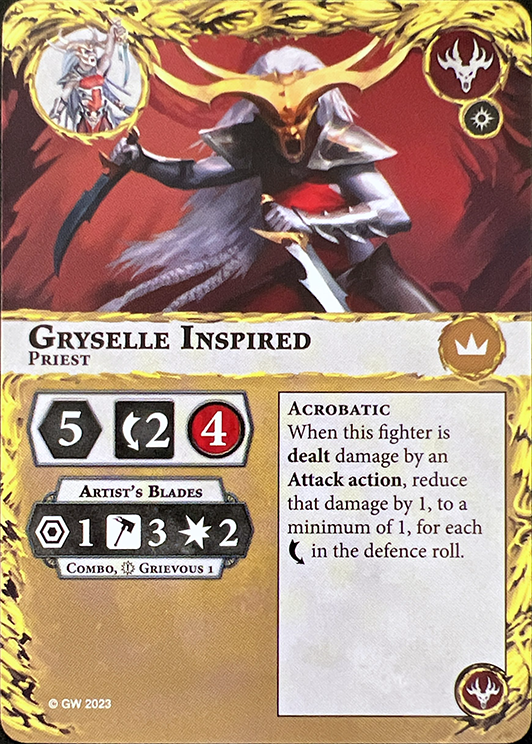 GRYSELLE INSPIRED
PRIEST
5 2 4
ARTIST'S BLADES
1 3 2
COMBO, GRIEVOUS 1
ACROBATIC
When this fighter is
dealt damage by an
Attack action, reduce
that damage by 1, to a
minimum of 1, for each
in the defence roll.
© GW 2023